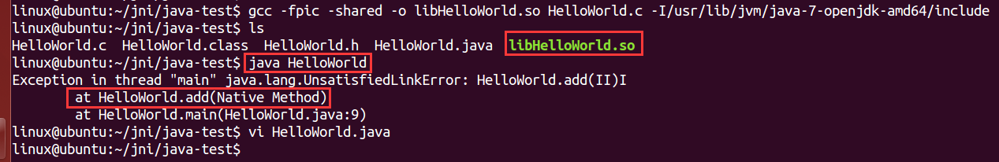 linux@ubuntu:~/jni/java-test$ gcc -fpic -shared -o libHelloWorld.so HelloWorld.c -I/usr/lib/jvm/java-7-openjdk-amd64/include
linux@ubuntu:~/jni/java-test$ ls
HelloWorld.c  HelloWorld.class  HelloWorld.h  HelloWorld.java  libHelloWorld.so
linux@ubuntu:~/jni/java-test$ java HelloWorld
Exception in thread "main" java.lang.UnsatisfiedLinkError: HelloWorld.add(II)I
        at HelloWorld.add(Native Method)
        at HelloWorld.main(HelloWorld.java:9)
linux@ubuntu:~/jni/java-test$ vi HelloWorld.java
linux@ubuntu:~/jni/java-test$